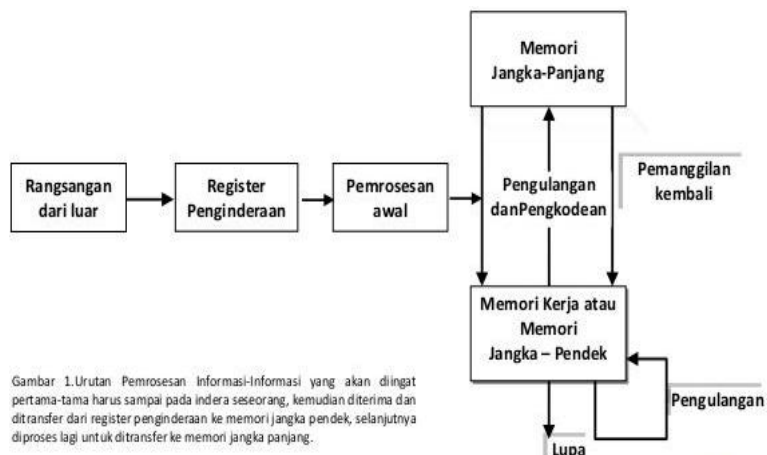 Memori
Jangka-Panjang
Rangsangan
dari luar
Register
Penginderaan
Pemrosesan
awal
Pengulangan
danPengkodean
Pemanggilan
kembali
Memori Kerja atau
Memori
Jangka – Pendek
Pengulangan
Lupa
Gambar 1.Urutan Pemrosesan Informasi-Informasi yang akan diingat
pertama-tama harus sampai pada indera seseorang, kemudian diterima dan
ditransfer dari register penginderaan ke memori jangka pendek, selanjutnya
diproses lagi untuk ditransfer ke memori jangka panjang.